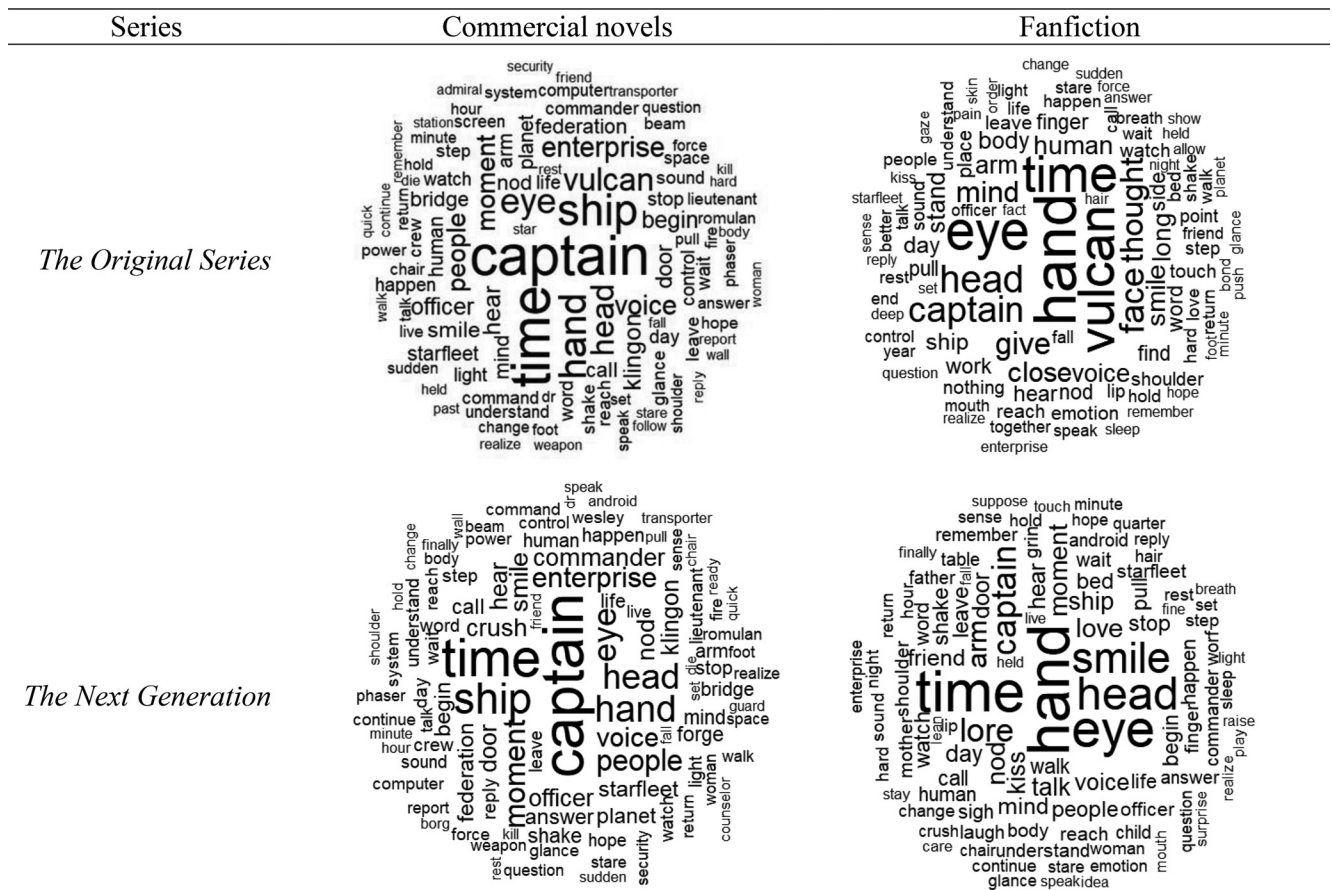 Series Commercial novels Fanfiction
The Original Series
security
friend
admiral system computer transporter
hour commander question
station screen federation beam
minute
remember
step arm planet enterprise force
space
hold moment rest kill
die watch nod life vulcan sound hard
quick continue return bridge eye ship stop lieutenant
star begin romulan
power crew human people captain pull fire body
chair door control wait phaser woman
happen
walk talk officer hear time hand head voice answer
live smile fall hope
day
starfleet mind klingon leave report
sudden light call glance wall
held word shake reach set
command dr reply
past understand speak stare shoulder
change foot follow
realize weapon
change
sudden
light stare force
skin order life happen answer
pain leave finger call breath show
gaze understand wait held
place body human watch allow
people arm time night
kiss mind side bed shake walk planet
starfleet stand hair
sound officer fact thought
sense better talk eye hand vulcan face smile long point
day friend
reply step glance
rest pull head touch bond push
set
end captain word love return
deep hard foot minute
control ship give fall find
year
question work close voice shoulder
nothing hear nod lip hold hope
mouth reach emotion remember
realize together speak sleep
enterprise
The Next Generation
speak
dr android
command wesley transporter
wall beam control
change power human happen pull
finally commander sense chair
body hear smile
reach step enterprise ready
hold friend life lieutenant fire quick
call live
understand word crush eye nod klingon romulan
shoulder wait time captain arm foot
system head set die stop realize
phaser day ship bridge
talk begin hand guard
continue moment mind space
minute voice fall forge
hour crew leave
sound federation reply door people light woman walk
computer starfleet
officer watch return
report answer planet counselor
borg
force kill shake hope security
weapon glance
rest question stare
sudden
suppose touch minute
sense hold hope quarter
remember grin android reply
finally table captain hear moment wait hair
father fall bed starfleet
hour shake leave door ship pull rest breath
return word arm live fine set
love stop step
friend held hand smile happen worf light
enterprise night shoulder time head sleep
lip lore eye begin finger commander
hard sound mother watch lean raise
day nod kiss walk play realize
call talk voice life answer
stay human
change sigh mind people officer question surprise
crush laugh body reach child
care chair understand woman mouth
continue stare emotion
glance speak idea